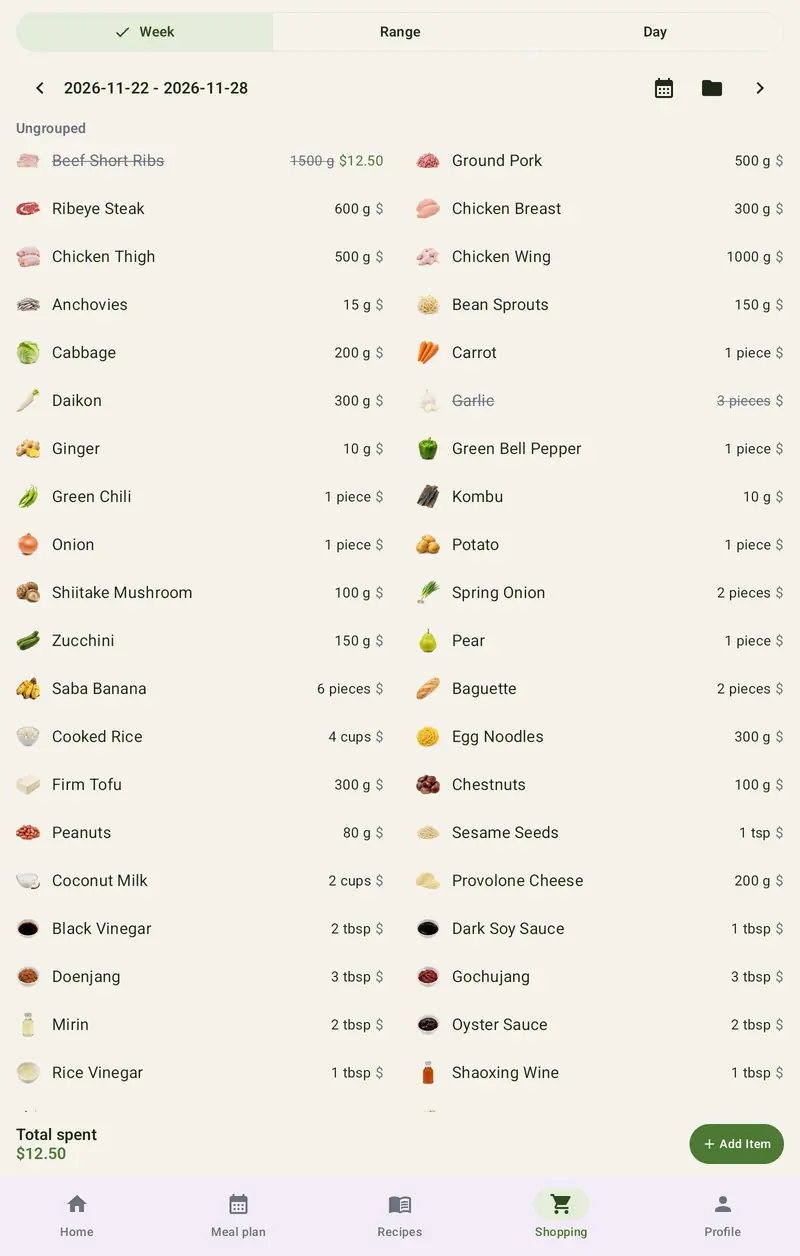 Week
Range
Day
2026-11-22 - 2026-11-28
Ungrouped
Beef Short Ribs 1500 g $12.50
Ground Pork 500 g $
Ribeye Steak 600 g $
Chicken Breast 300 g $
Chicken Thigh 500 g $
Chicken Wing 1000 g $
Anchovies 15 g $
Bean Sprouts 150 g $
Cabbage 200 g $
Carrot 1 piece $
Daikon 300 g $
Garlic 3 pieces $
Ginger 10 g $
Green Bell Pepper 1 piece $
Green Chili 1 piece $
Kombu 10 g $
Onion 1 piece $
Potato 1 piece $
Shiitake Mushroom 100 g $
Spring Onion 2 pieces $
Zucchini 150 g $
Pear 1 piece $
Saba Banana 6 pieces $
Baguette 2 pieces $
Cooked Rice 4 cups $
Egg Noodles 300 g $
Firm Tofu 300 g $
Chestnuts 100 g $
Peanuts 80 g $
Sesame Seeds 1 tsp $
Coconut Milk 2 cups $
Provolone Cheese 200 g $
Black Vinegar 2 tbsp $
Dark Soy Sauce 1 tbsp $
Doenjang 3 tbsp $
Gochujang 3 tbsp $
Mirin 2 tbsp $
Oyster Sauce 2 tbsp $
Rice Vinegar 1 tbsp $
Shaoxing Wine 1 tbsp $
Total spent
$12.50
+ Add Item
Home
Meal plan
Recipes
Shopping
Profile